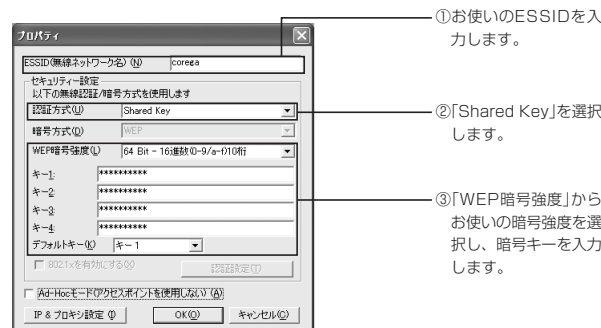 プロパティ
ESSID(無線ネットワーク名) (N) corega
セキュリティー設定
以下の無線認証/暗号方式を使用します
認証方式(U) Shared Key
暗号方式(D) WEP
WEP暗号強度(L) 64 Bit - 16進数(0-9/a-f)10桁
キー1: **********
キー2: **********
キー3: **********
キー4: **********
デフォルトキー(K) キー 1
802.1xを有効にする(X) 認証設定(T)
Ad-Hocモード(アクセスポイントを使用しない) (A)
IP & プロキシ設定 (I) OK(O) キャンセル(C)
①お使いのESSIDを入
力します。
②「Shared Key」を選択
します。
③「WEP暗号強度」から
お使いの暗号強度を選
択し、暗号キーを入力
します。